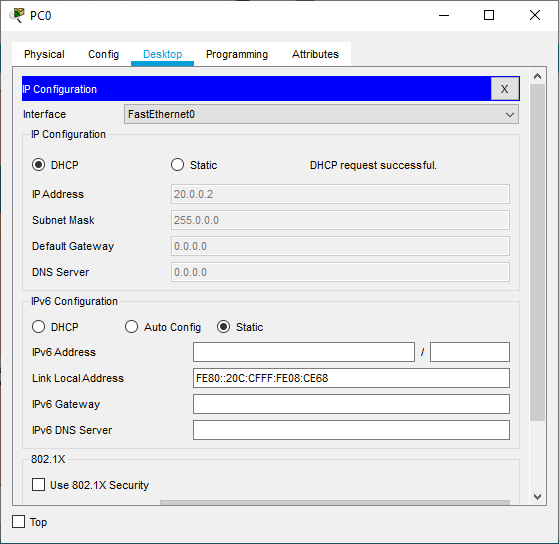 PC0
Physical Config Desktop Programming Attributes
IP Configuration X
Interface FastEthernet0
IP Configuration
DHCP Static DHCP request successful.
IP Address 20.0.0.2
Subnet Mask 255.0.0.0
Default Gateway 0.0.0.0
DNS Server 0.0.0.0
IPv6 Configuration
DHCP Auto Config Static
IPv6 Address /
Link Local Address FE80::20C:CFFF:FE08:CE68
IPv6 Gateway
IPv6 DNS Server
802.1X
Use 802.1X Security
Top